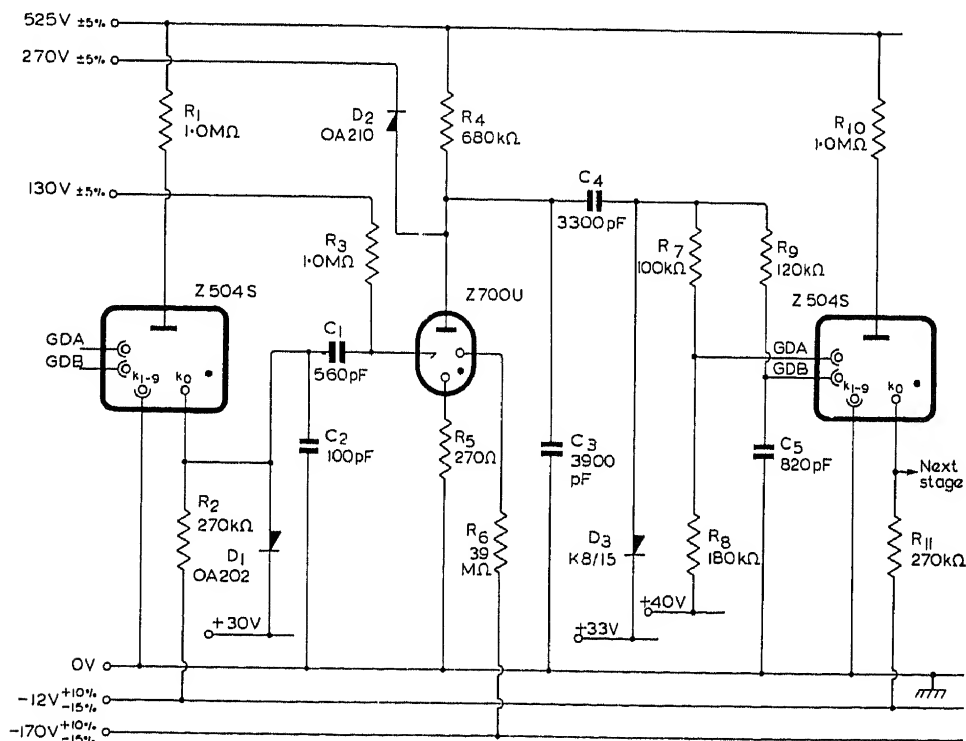 525V ±5%
270V ±5%
R1
1·0MΩ
D2
OA210
R4
680kΩ
R10
1·0MΩ
130V ±5%
C4
3300pF
R3
1·0MΩ
R7
100kΩ
R9
120kΩ
Z504S
Z700U
Z504S
GDA
GDB
k1-9
k0
C1
560pF
GDA
GDB
k1-9
k0
C2
100pF
R5
270Ω
C3
3900
pF
C5
820pF
Next
stage
R2
270kΩ
D1
OA202
R6
39
MΩ
D3
K8/15
R8
180kΩ
R11
270kΩ
+30V
+33V
+40V
0V
-12V +10%
-15%
-170V +10%
-15%